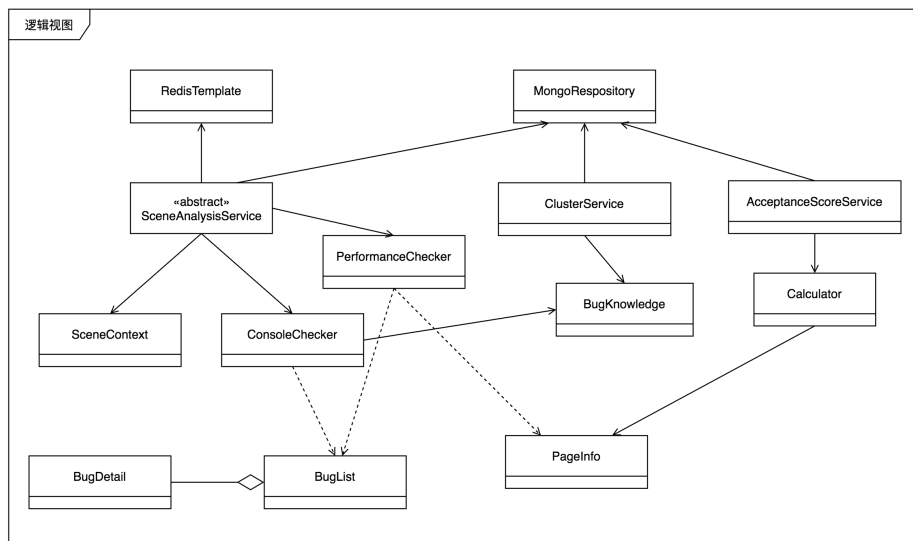 逻辑视图
RedisTemplate
MongoRespository
«abstract»
SceneAnalysisService
ClusterService
AcceptanceScoreService
PerformanceChecker
BugKnowledge
Calculator
SceneContext
ConsoleChecker
PageInfo
BugDetail
BugList